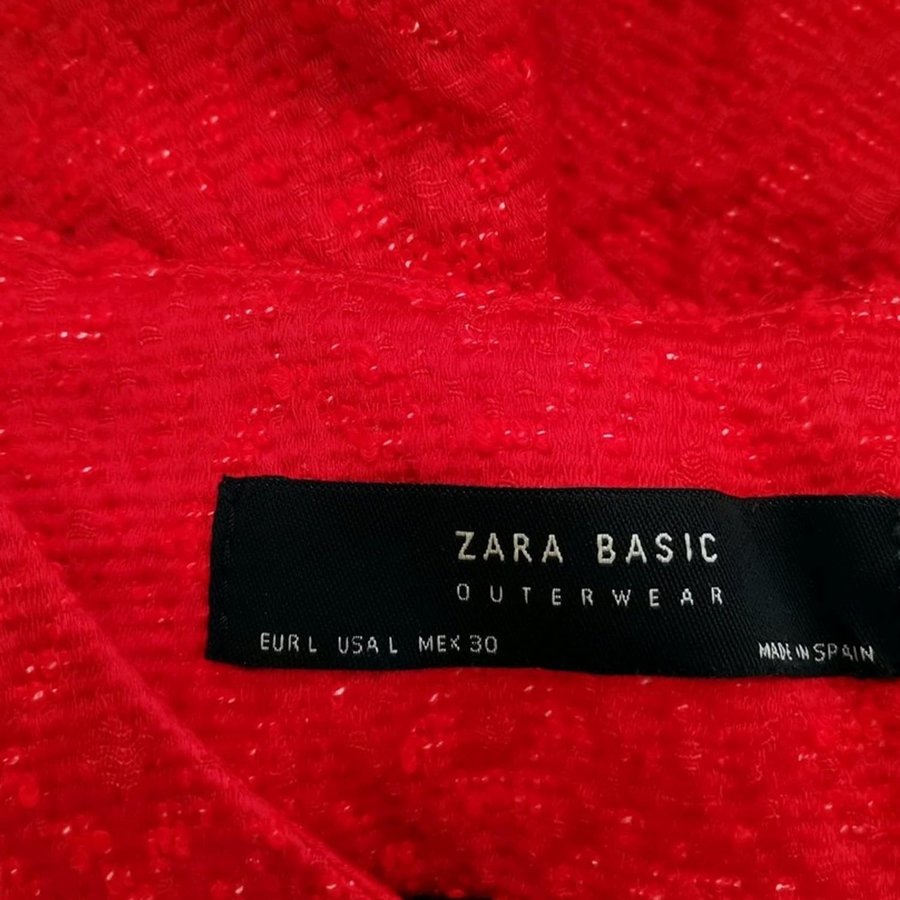 ZARA BASIC
OUTERWEAR
EUR L USA L MEX 30
MADE IN SPAIN